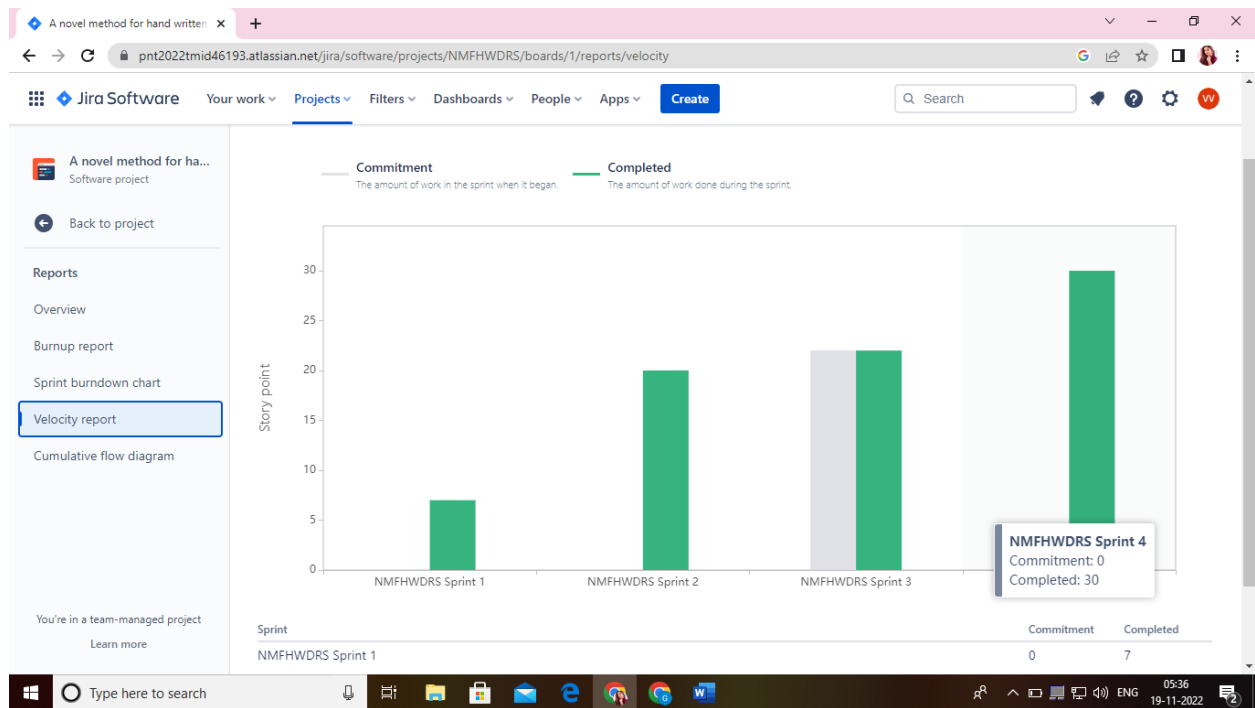 A novel method for hand written
pnt2022tmid46193.atlassian.net/jira/software/projects/NMFHWDRS/boards/1/reports/velocity
Jira Software Your work Projects Filters Dashboards People Apps Create Search VV
A novel method for ha...
Software project
Back to project
Reports
Overview
Burnup report
Sprint burndown chart
Velocity report
Cumulative flow diagram
You're in a team-managed project
Learn more
Commitment
The amount of work in the sprint when it began.
Completed
The amount of work done during the sprint.
Story point
30
25
20
15
10
5
0
NMFHWDRS Sprint 1 NMFHWDRS Sprint 2 NMFHWDRS Sprint 3
NMFHWDRS Sprint 4
Commitment: 0
Completed: 30
Sprint Commitment Completed
NMFHWDRS Sprint 1 0 7
Type here to search
ENG
05:36
19-11-2022
2